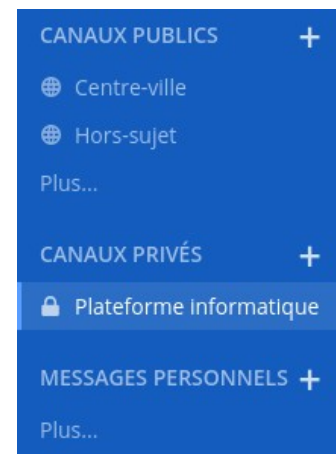 CANAUX PUBLICS +
Centre-ville
Hors-sujet
Plus...
CANAUX PRIVÉS +
Plateforme informatique
MESSAGES PERSONNELS +
Plus...